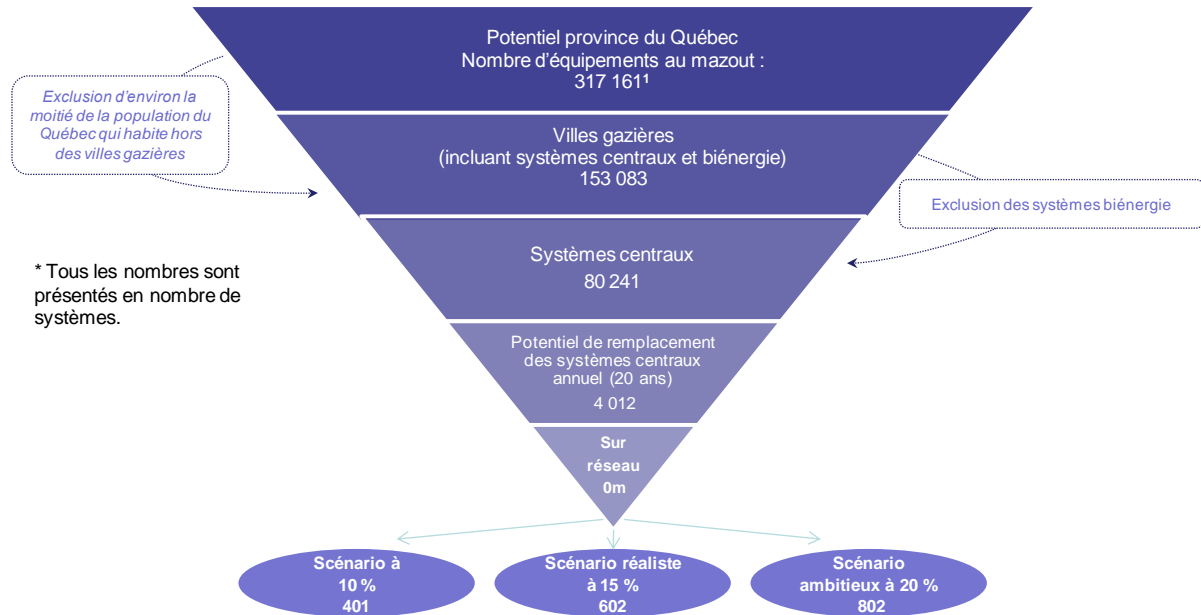 Potentiel province du Québec
Nombre d'équipements au mazout :
317 161¹
Exclusion d'environ la
moitié de la population du
Québec qui habite hors
des villes gazières
Villes gazières
(incluant systèmes centraux et biénergie)
153 083
Exclusion des systèmes biénergie
Systèmes centraux
80 241
* Tous les nombres sont
présentés en nombre de
systèmes.
Potentiel de remplacement
des systèmes centraux
annuel (20 ans)
4 012
Sur
réseau
0m
Scénario à
10 %
401
Scénario réaliste
à 15 %
602
Scénario
ambitieux à 20 %
802